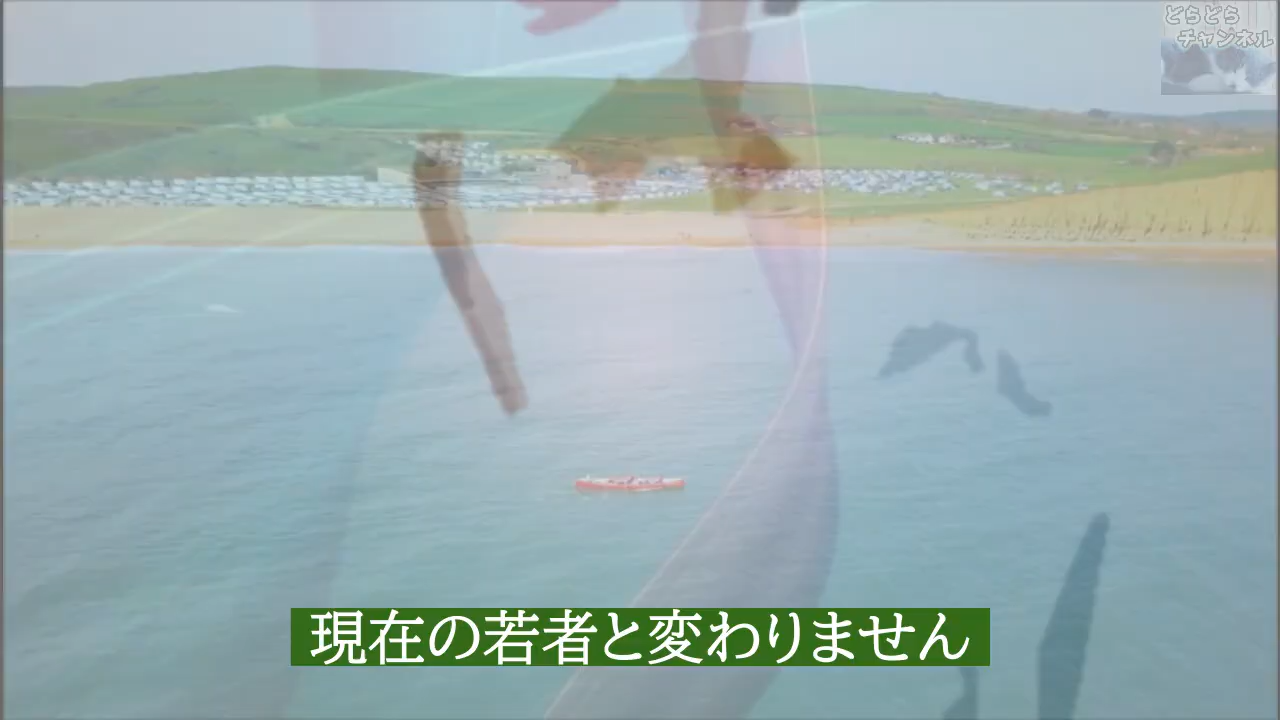 どらどら
チャンネル
現在の若者と変わりません